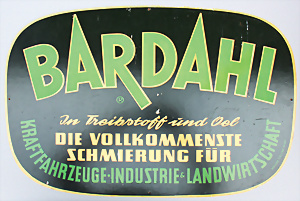 BARDAHL
®
In Treibstoff und Oel
DIE VOLLKOMMENSTE
SCHMIERUNG FÜR
KRAFTFAHRZEUGE·INDUSTRIE·LANDWIRTSCHAFT